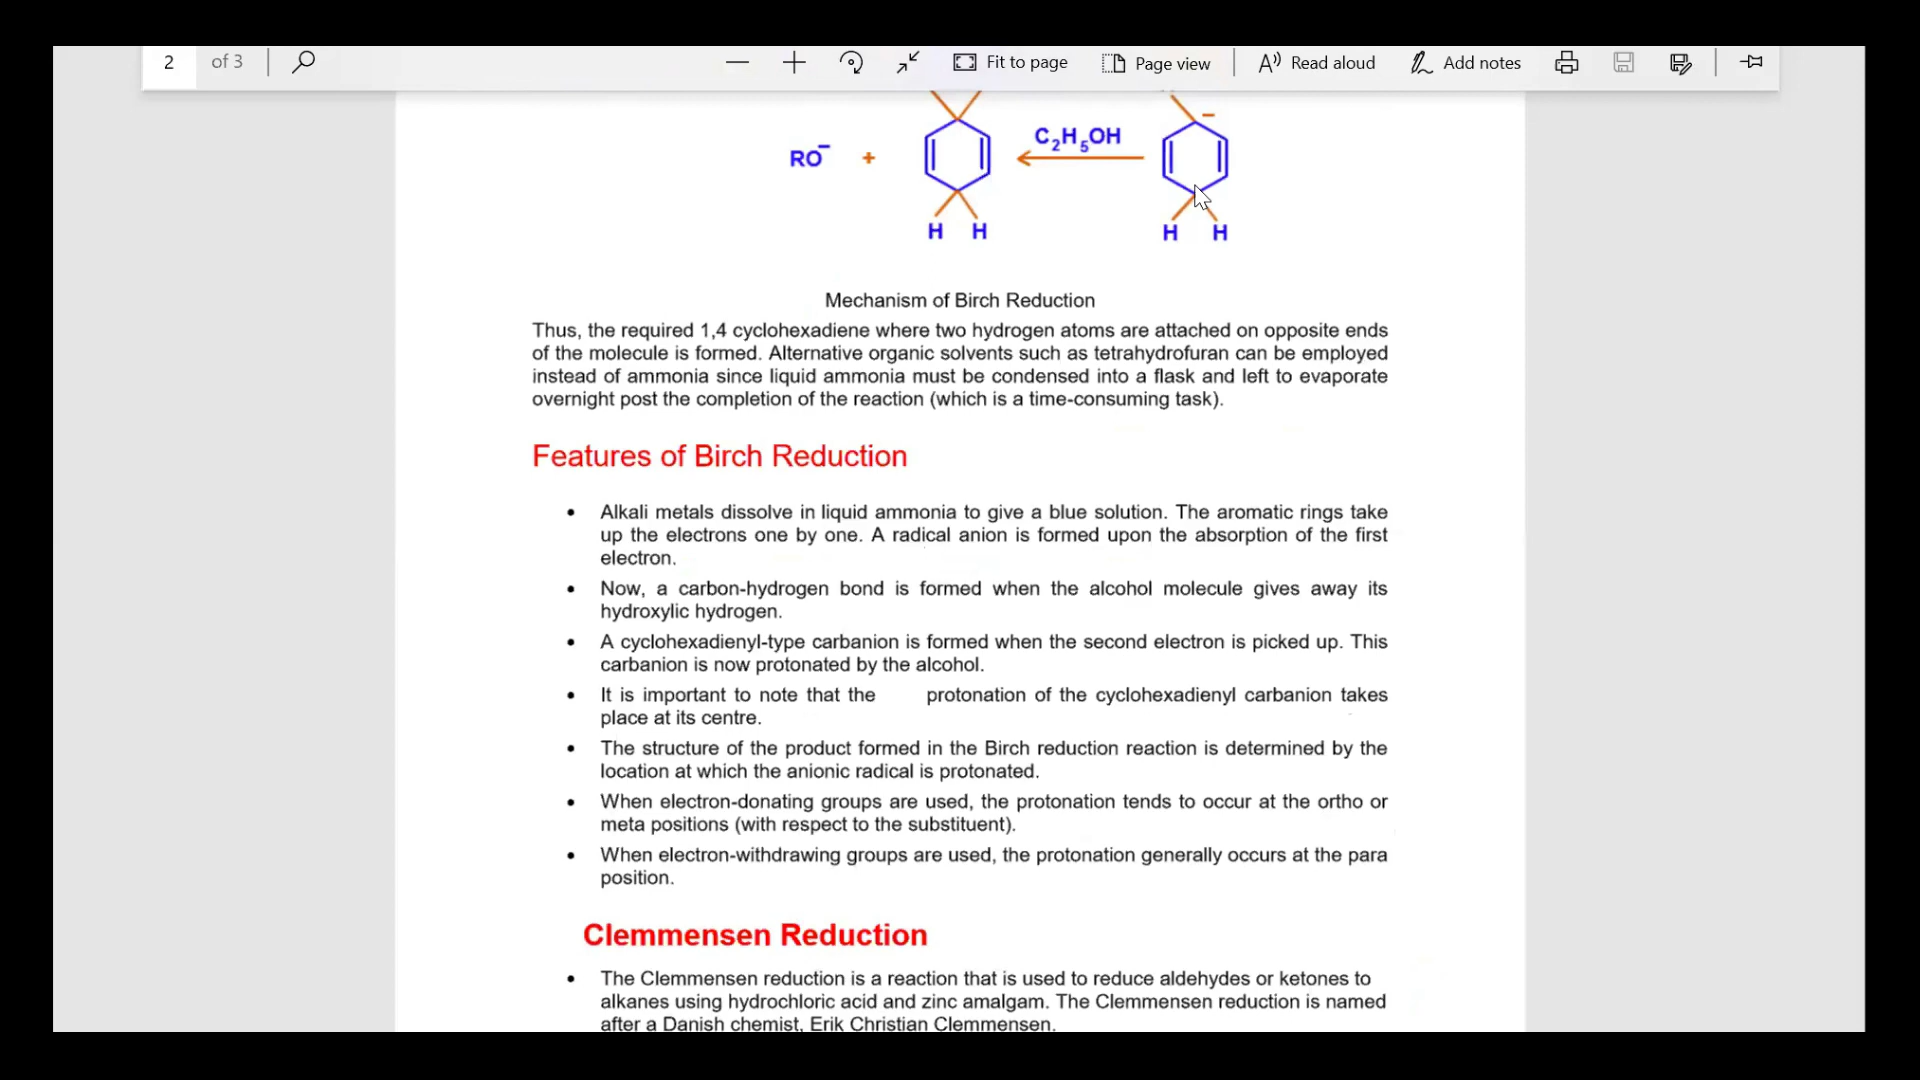 2 of 3 Fit to page Page view Read aloud Add notes
RO⁻ + C₂H₅OH −
H H H H
Mechanism of Birch Reduction
Thus, the required 1,4 cyclohexadiene where two hydrogen atoms are attached on opposite ends
of the molecule is formed. Alternative organic solvents such as tetrahydrofuran can be employed
instead of ammonia since liquid ammonia must be condensed into a flask and left to evaporate
overnight post the completion of the reaction (which is a time-consuming task).
Features of Birch Reduction
• Alkali metals dissolve in liquid ammonia to give a blue solution. The aromatic rings take
up the electrons one by one. A radical anion is formed upon the absorption of the first
electron.
• Now, a carbon-hydrogen bond is formed when the alcohol molecule gives away its
hydroxylic hydrogen.
• A cyclohexadienyl-type carbanion is formed when the second electron is picked up. This
carbanion is now protonated by the alcohol.
• It is important to note that the protonation of the cyclohexadienyl carbanion takes
place at its centre.
• The structure of the product formed in the Birch reduction reaction is determined by the
location at which the anionic radical is protonated.
• When electron-donating groups are used, the protonation tends to occur at the ortho or
meta positions (with respect to the substituent).
• When electron-withdrawing groups are used, the protonation generally occurs at the para
position.
Clemmensen Reduction
• The Clemmensen reduction is a reaction that is used to reduce aldehydes or ketones to
alkanes using hydrochloric acid and zinc amalgam. The Clemmensen reduction is named
after a Danish chemist, Erik Christian Clemmensen.